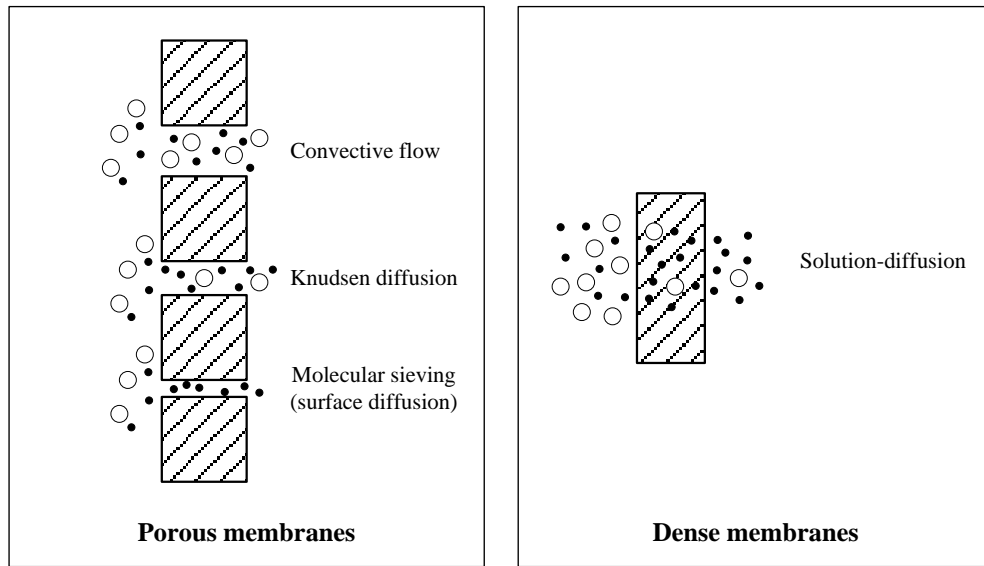 Convective flow
Knudsen diffusion
Molecular sieving
(surface diffusion)
Porous membranes
Solution-diffusion
Dense membranes